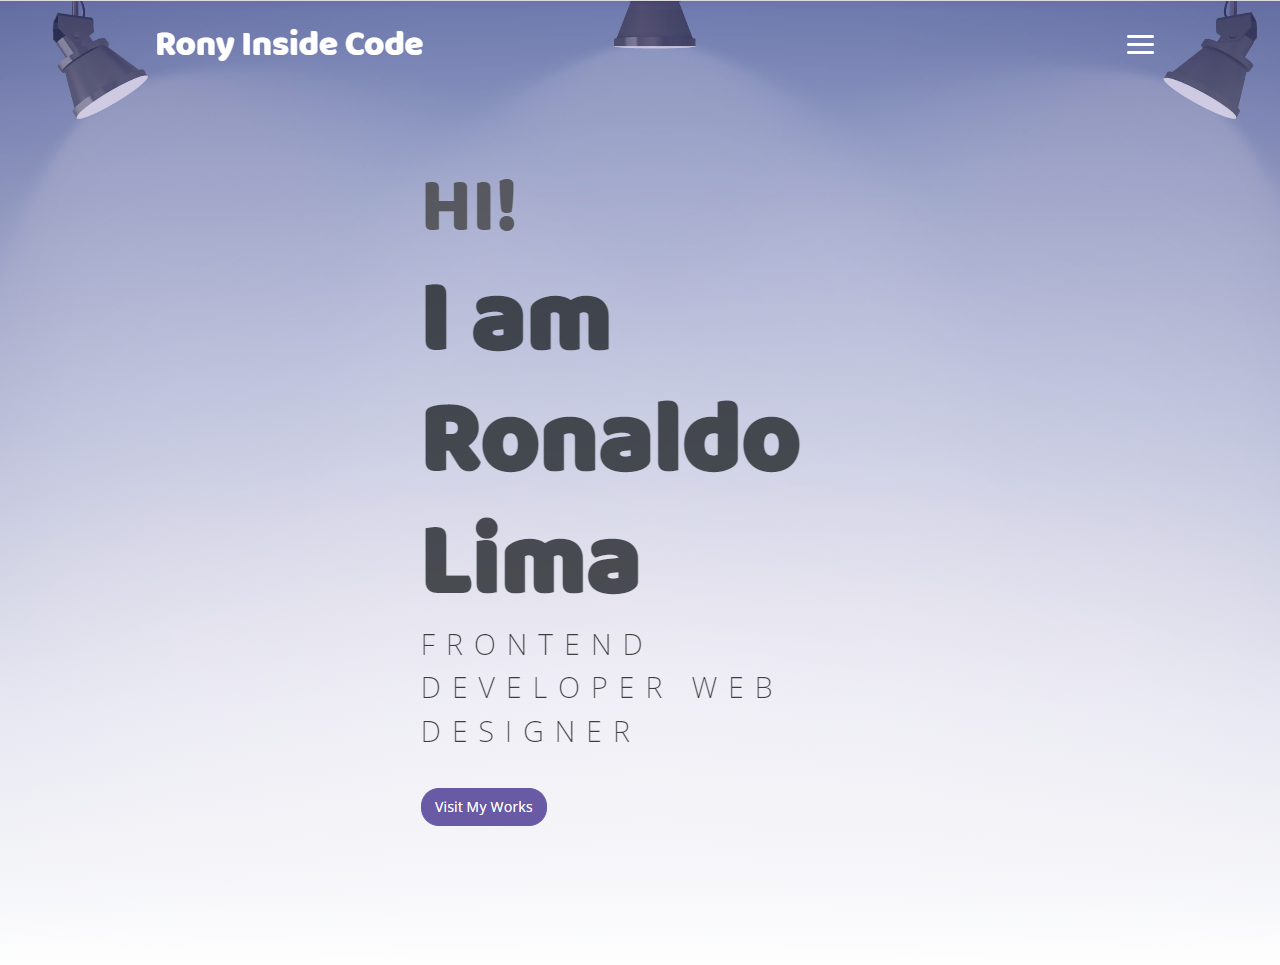 Rony Inside Code
HI!
I am
Ronaldo
Lima
FRONTEND
DEVELOPER WEB
DESIGNER
Visit My Works